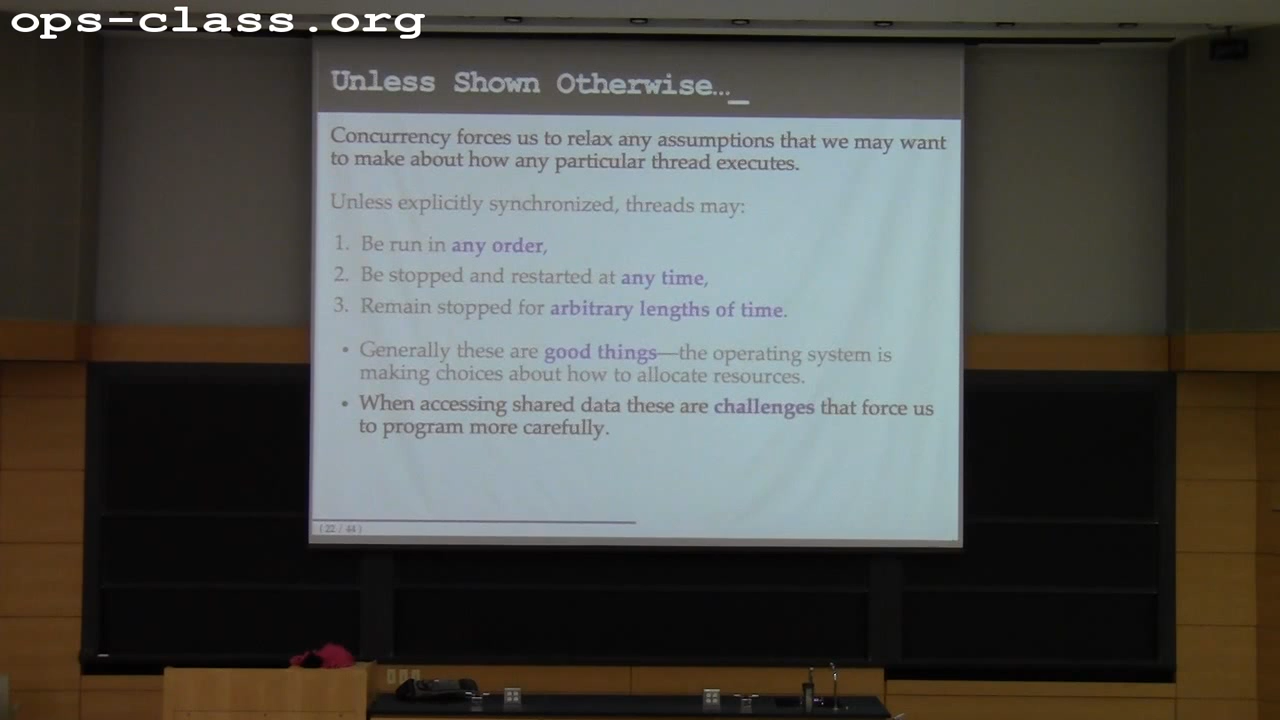 ops-class.org
Unless Shown Otherwise…_
Concurrency forces us to relax any assumptions that we may want
to make about how any particular thread executes.
Unless explicitly synchronized, threads may:
1. Be run in any order,
2. Be stopped and restarted at any time,
3. Remain stopped for arbitrary lengths of time.
• Generally these are good things—the operating system is
making choices about how to allocate resources.
• When accessing shared data these are challenges that force us
to program more carefully.
( 22 / 44 )